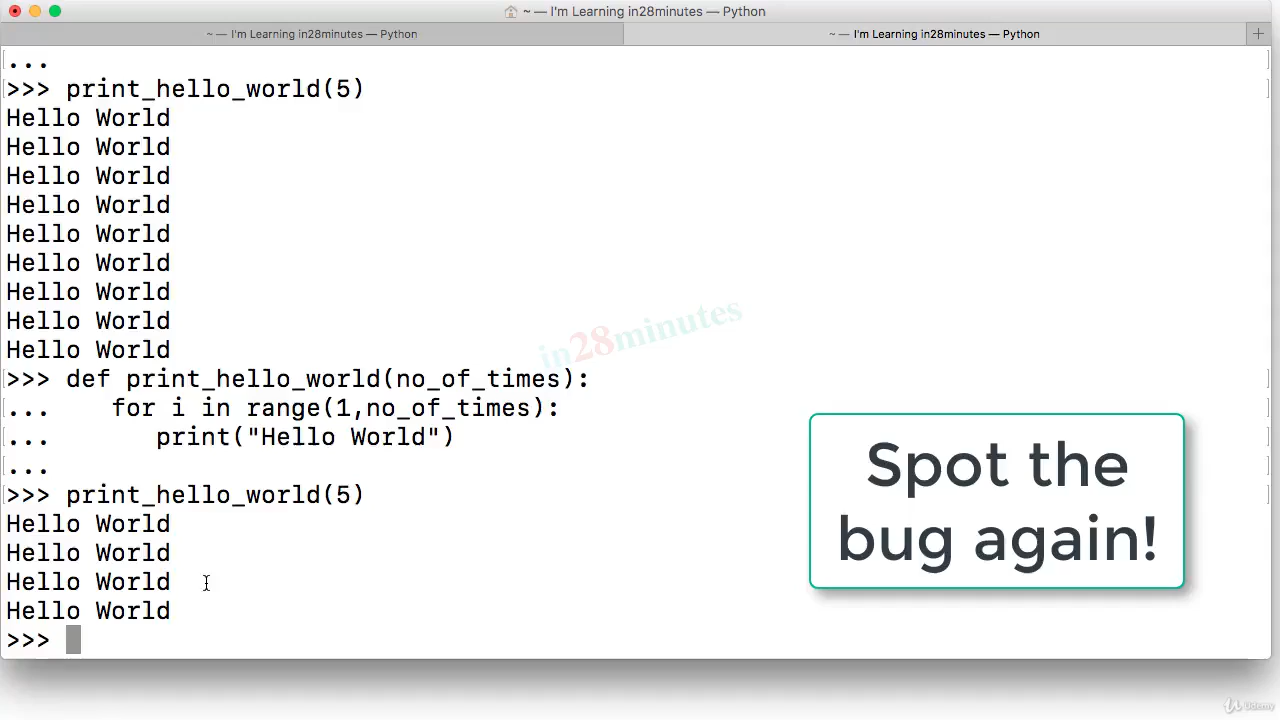 ~ — I'm Learning in28minutes — Python
~ — I'm Learning in28minutes — Python
~ — I'm Learning in28minutes — Python
...
>>> print_hello_world(5)
Hello World
Hello World
Hello World
Hello World
Hello World
Hello World
Hello World
Hello World
Hello World
>>> def print_hello_world(no_of_times):
...    for i in range(1,no_of_times):
...       print("Hello World")
...
>>> print_hello_world(5)
Hello World
Hello World
Hello World
Hello World
>>>
in28minutes
Spot the
bug again!
Udemy